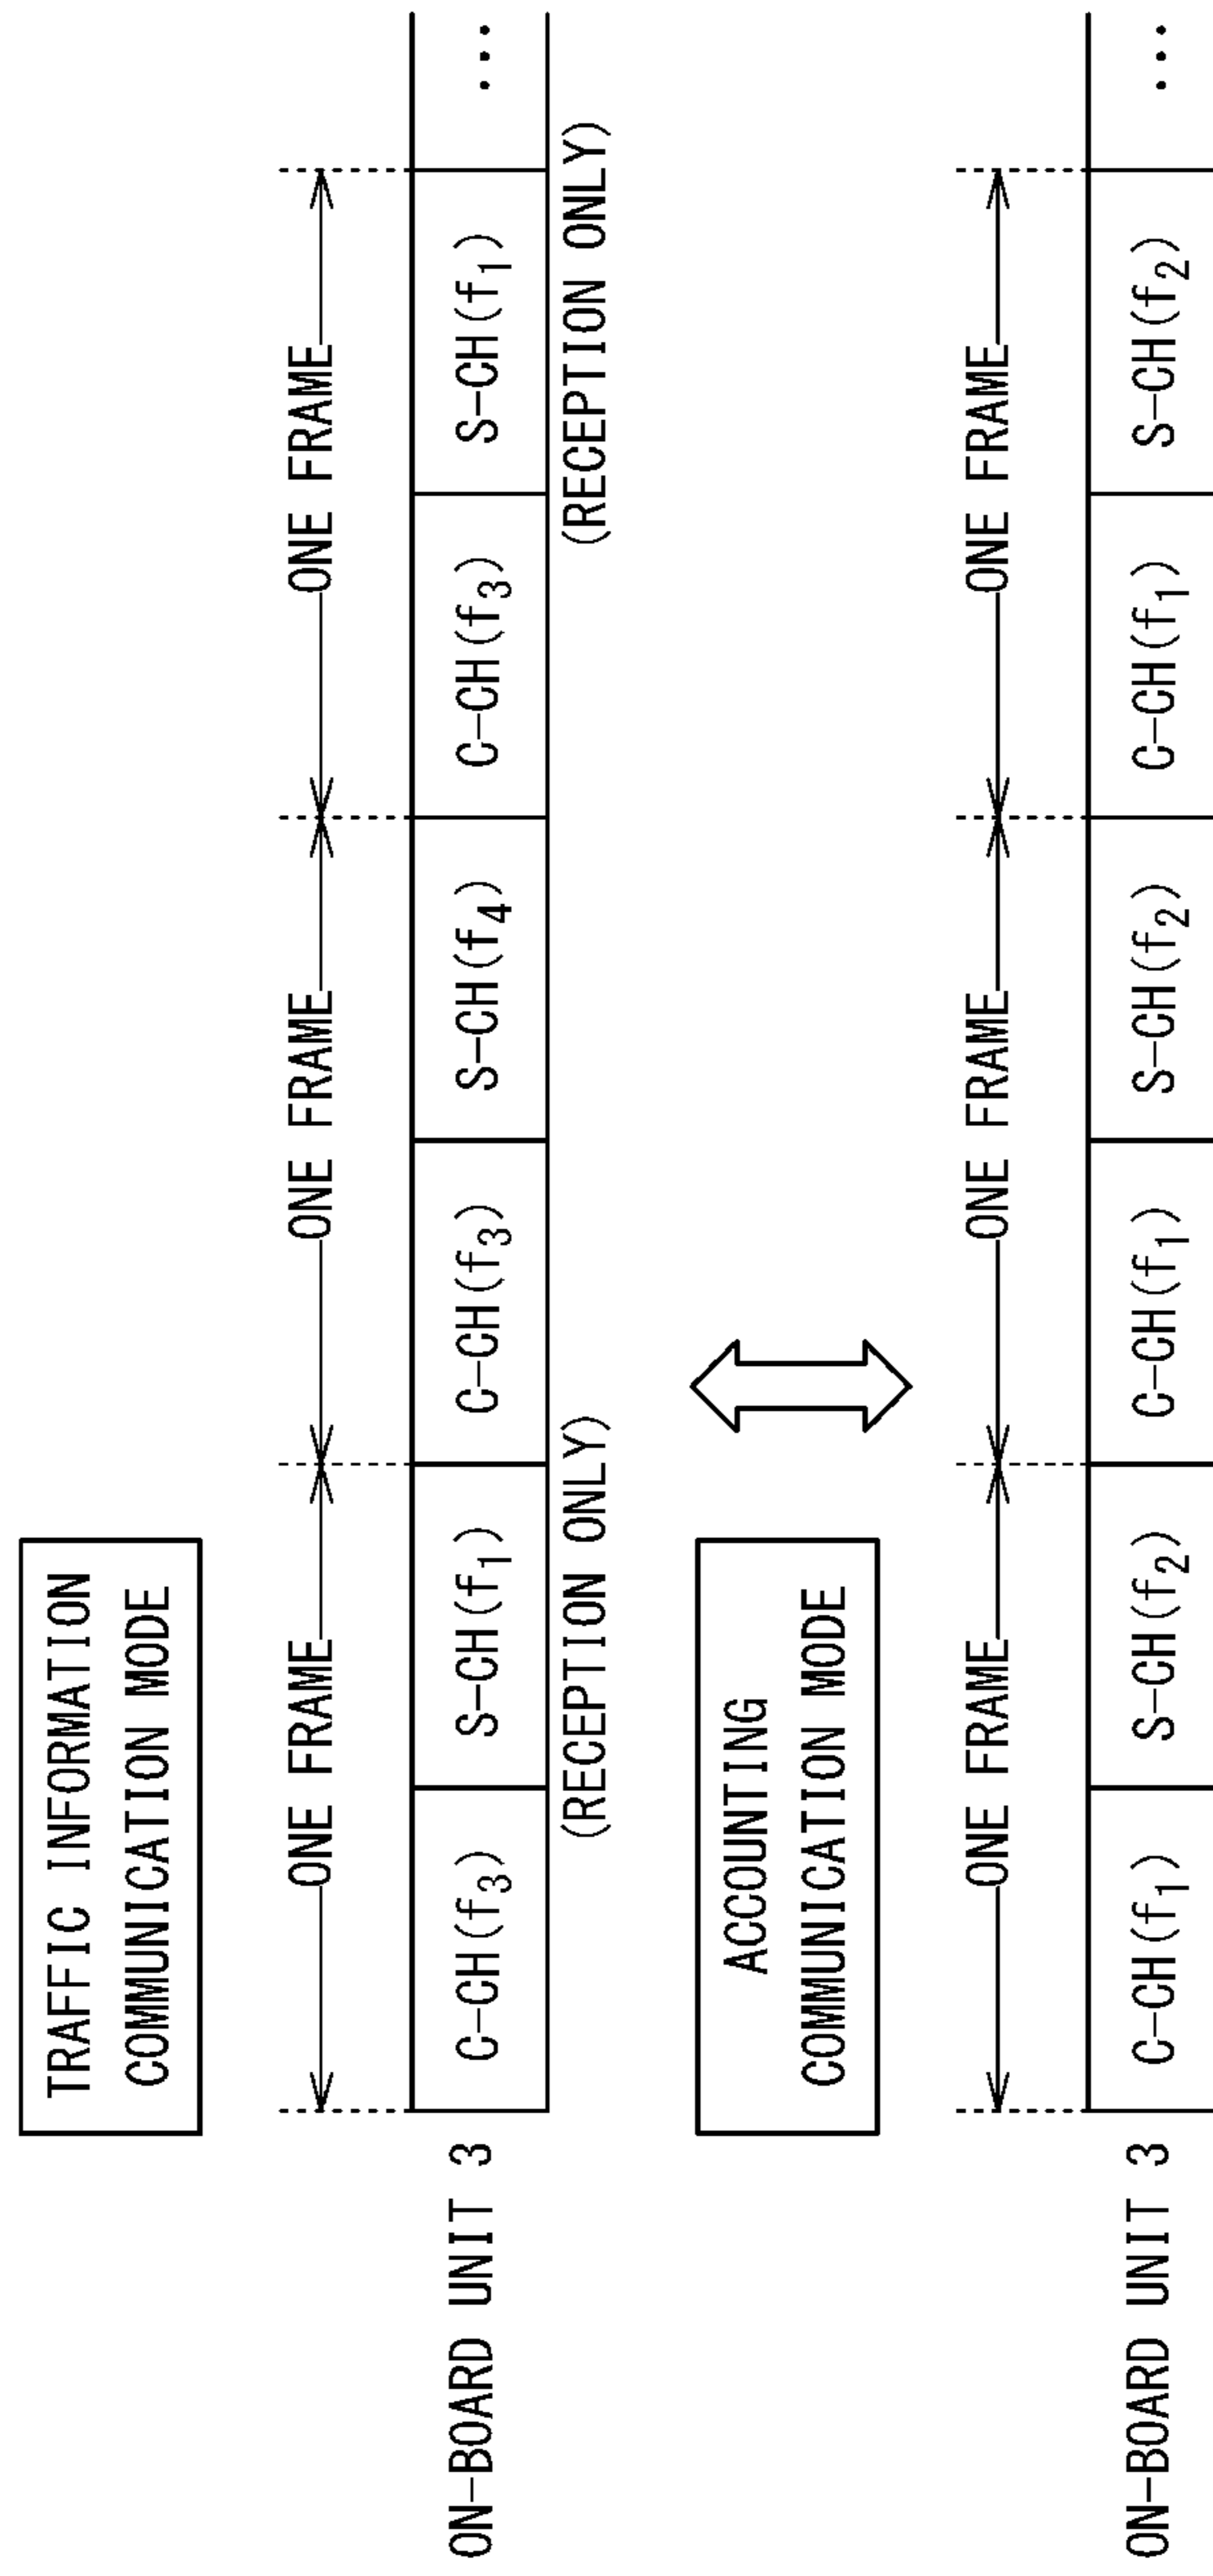 TRAFFIC INFORMATION
COMMUNICATION MODE
ONE FRAME ONE FRAME ONE FRAME
ON-BOARD UNIT 3 C-CH(f₃) S-CH(f₁) C-CH(f₃) S-CH(f₄) C-CH(f₃) S-CH(f₁) ...
(RECEPTION ONLY) (RECEPTION ONLY)
ACCOUNTING
COMMUNICATION MODE
ONE FRAME ONE FRAME ONE FRAME
ON-BOARD UNIT 3 C-CH(f₁) S-CH(f₂) C-CH(f₁) S-CH(f₂) C-CH(f₁) S-CH(f₂) ...